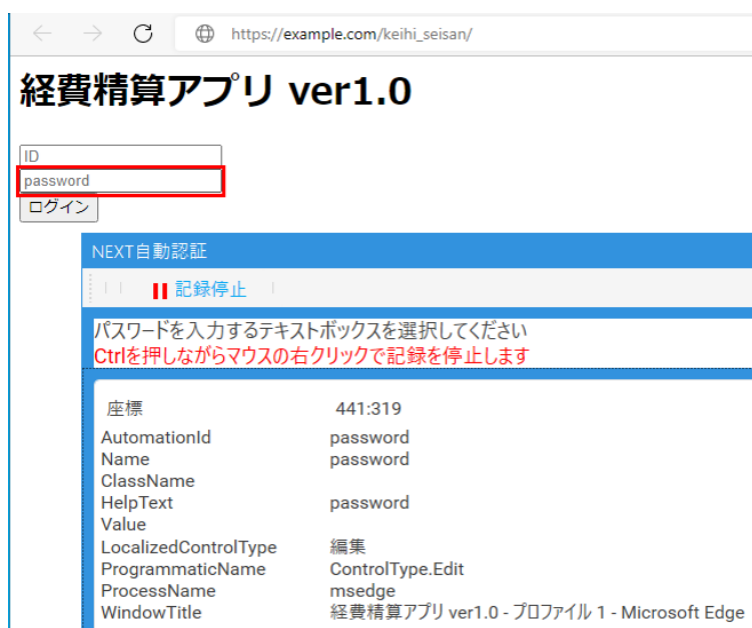 https://example.com/keihi_seisan/
経費精算アプリ ver1.0
ID
password
ログイン
NEXT自動認証
記録停止
パスワードを入力するテキストボックスを選択してください
Ctrlを押しながらマウスの右クリックで記録を停止します
座標 441:319
AutomationId password
Name password
ClassName
HelpText password
Value
LocalizedControlType 編集
ProgrammaticName ControlType.Edit
ProcessName msedge
WindowTitle 経費精算アプリ ver1.0 - プロファイル 1 - Microsoft Edge